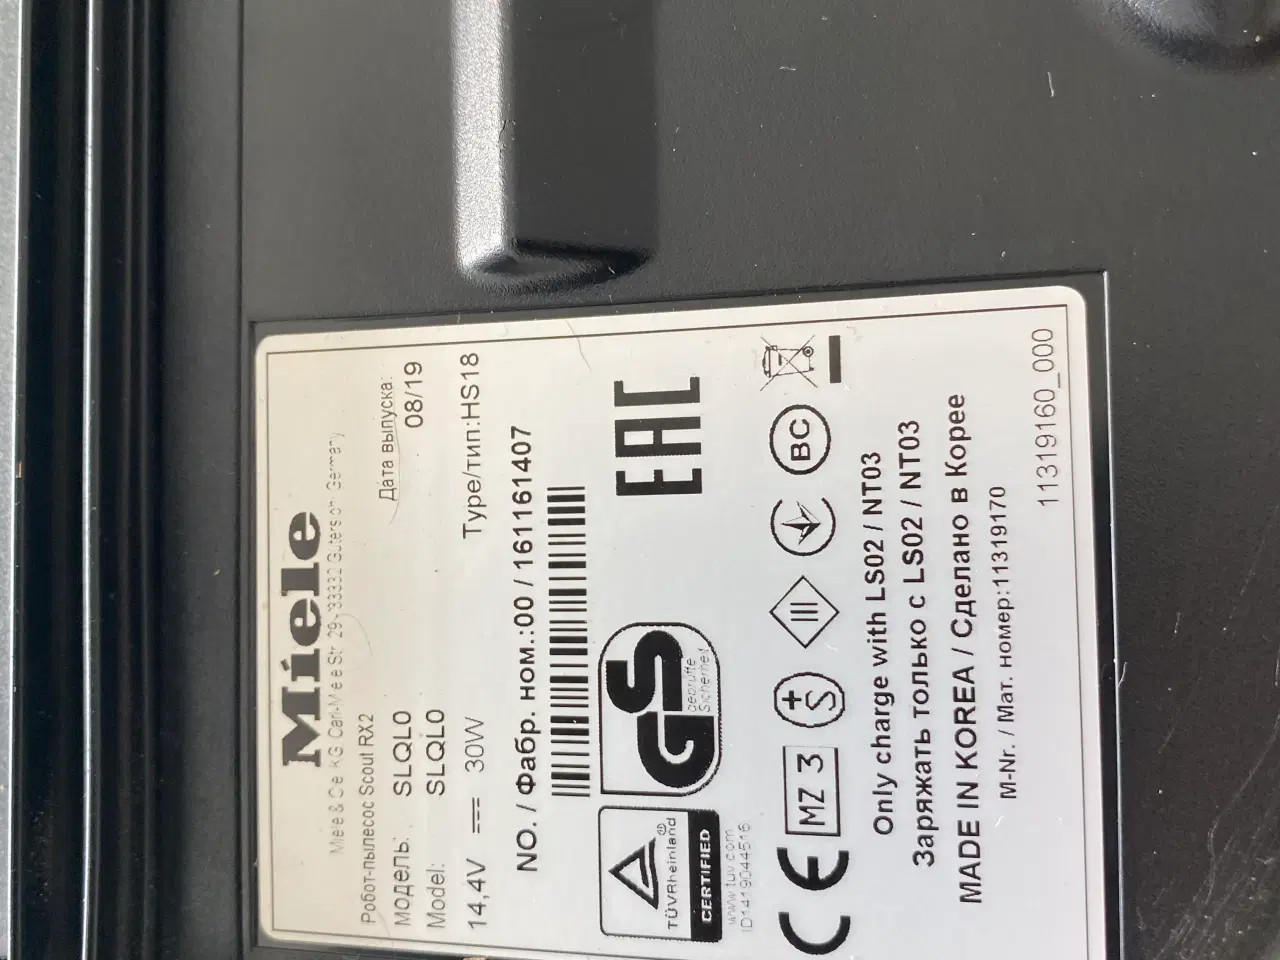 Miele
Miele & Cie. KG Carl-Miele-Str. 29, 33332 Gütersloh Germany
Робот-пылесос Scout RX2
Дата выпуска:
модель: SLQL0
08/19
Model: SLQL0
14,4V ⎓ 30W
Type/тип:HS18
NO. / Фабр. ном.:00 / 161161407
TÜVRheinland®
CERTIFIED
www.tuv.com
ID1419044516
GS
geprüfte
Sicherheit
EAC
CE
MZ 3
S+
III
BC
Only charge with LS02 / NT03
Заряжать только с LS02 / NT03
MADE IN KOREA / Сделано в Корее
M-Nr. / Мат. номер:11319170
11319160_000